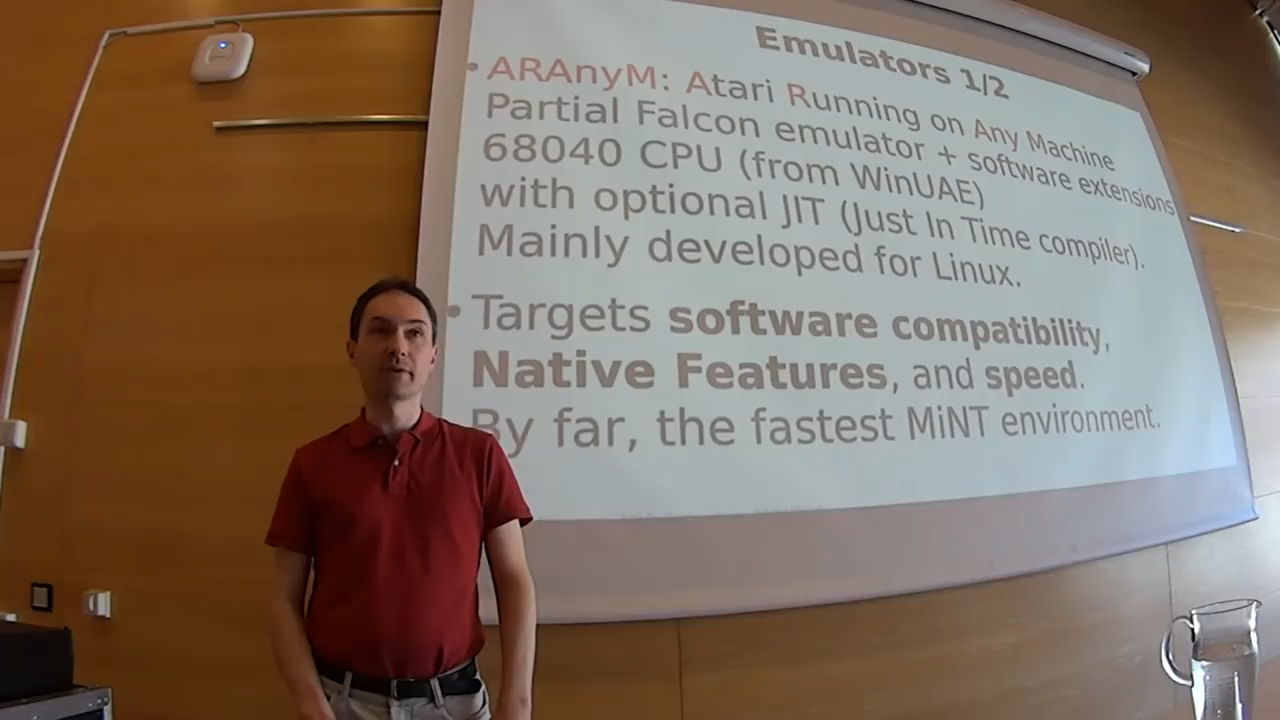 Emulators 1/2
• ARAnyM: Atari Running on Any Machine
Partial Falcon emulator + software extensions
68040 CPU (from WinUAE)
with optional JIT (Just In Time compiler).
Mainly developed for Linux.
• Targets software compatibility,
Native Features, and speed.
By far, the fastest MiNT environment.